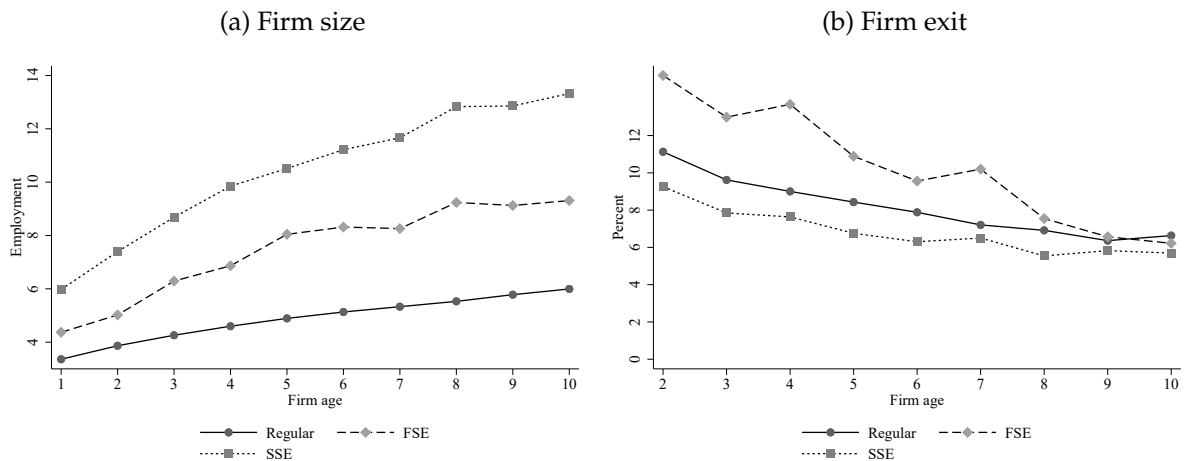 (a) Firm size
Employment
14
12
10
8
6
4
1 2 3 4 5 6 7 8 9 10
Firm age
Regular FSE
SSE
(b) Firm exit
Percent
12
10
8
6
4
2
0
2 3 4 5 6 7 8 9 10
Firm age
Regular FSE
SSE